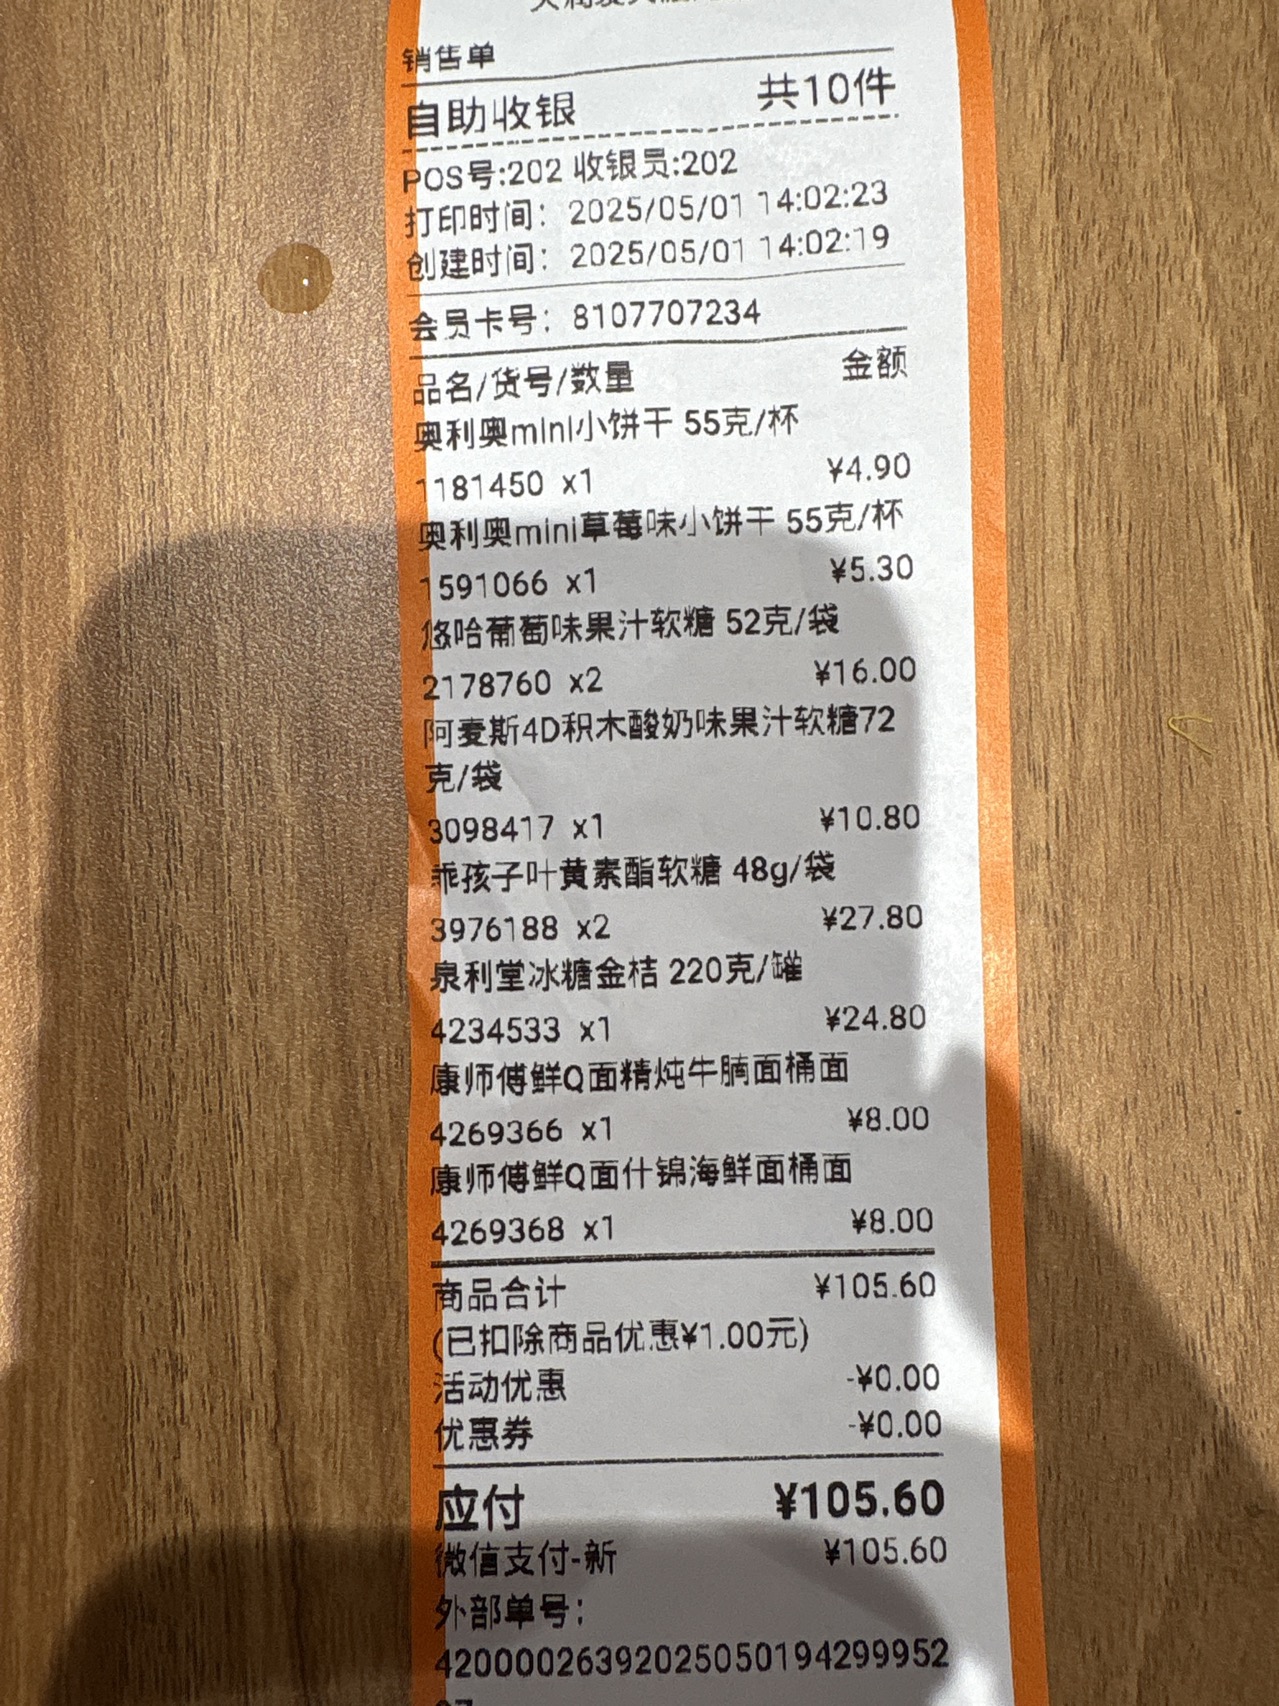 销售单
自助收银 共10件
POS号:202 收银员:202
打印时间：2025/05/01 14:02:23
创建时间：2025/05/01 14:02:19
会员卡号：8107707234
品名/货号/数量 金额
奥利奥mini小饼干 55克/杯
1181450 x1 ¥4.90
奥利奥mini草莓味小饼干 55克/杯
1591066 x1 ¥5.30
悠哈葡萄味果汁软糖 52克/袋
2178760 x2 ¥16.00
阿麦斯4D积木酸奶味果汁软糖72
克/袋
3098417 x1 ¥10.80
乖孩子叶黄素酯软糖 48g/袋
3976188 x2 ¥27.80
泉利堂冰糖金桔 220克/罐
4234533 x1 ¥24.80
康师傅鲜Q面精炖牛腩面桶面
4269366 x1 ¥8.00
康师傅鲜Q面什锦海鲜面桶面
4269368 x1 ¥8.00
商品合计 ¥105.60
(已扣除商品优惠¥1.00元)
活动优惠 -¥0.00
优惠券 -¥0.00
应付 ¥105.60
微信支付-新 ¥105.60
外部单号：
42000026392025050194299952